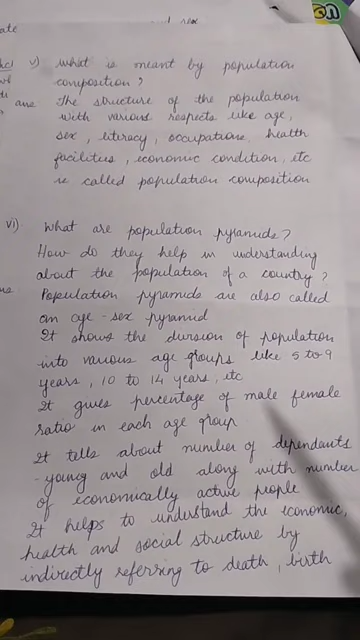 ate
sex
v) What is meant by population
composition?
ans The structure of the population
with various respects like age,
sex, literacy, occupations, health
facilities, economic condition, etc
is called population composition
vi) What are population pyramids?
How do they help in understanding
about the population of a country?
ans Population pyramids are also called
an age-sex pyramid
It shows the division of population
into various age groups like 5 to 9
years, 10 to 14 years, etc
It gives percentage of male female
ratio in each age group
It tells about number of dependants
- young and old along with number
of economically active people
It helps to understand the economic,
health and social structure by
indirectly referring to death, birth